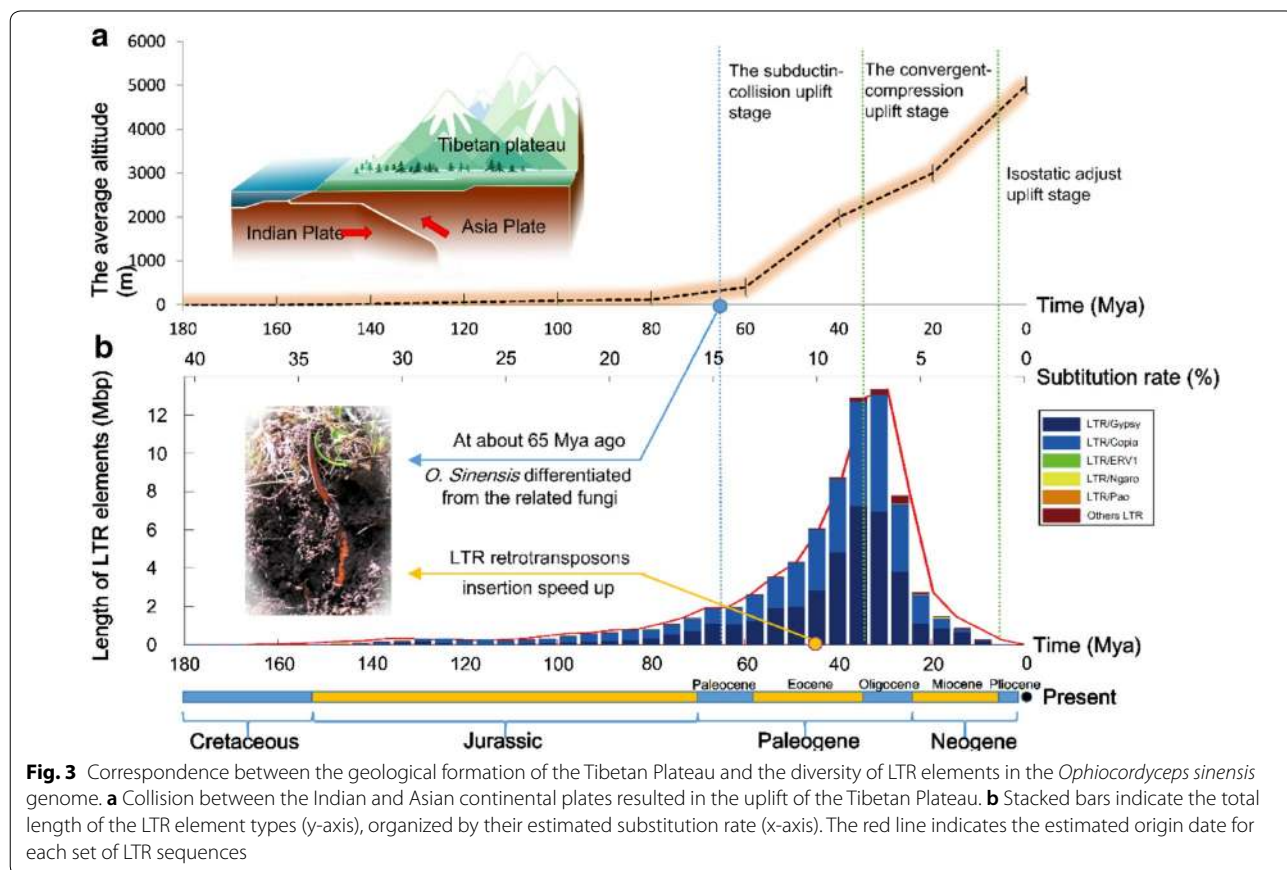 a
6000
5000
4000
3000
2000
1000
0
The average altitude
(m)
The subductin-
collision uplift
stage
The convergent-
compression
uplift stage
Isostatic adjust
uplift stage
Tibetan plateau
Indian Plate
Asia Plate
Time (Mya)
180 160 140 120 100 80 60 40 20 0
b
40 35 30 25 20 15 10 5 0
Subtitution rate (%)
Length of LTR elements (Mbp)
12
10
8
6
4
2
0
At about 65 Mya ago
O. Sinensis differentiated
from the related fungi
LTR retrotransposons
insertion speed up
LTR/Gypsy
LTR/Copia
LTR/ERV1
LTR/Ngaro
LTR/Pao
Others LTR
Time (Mya)
180 160 140 120 100 80 60 40 20 0
Paleocene Eocene Oligocene Miocene Pliocene
Present
Cretaceous Jurassic Paleogene Neogene
Fig. 3 Correspondence between the geological formation of the Tibetan Plateau and the diversity of LTR elements in the Ophiocordyceps sinensis
genome. a Collision between the Indian and Asian continental plates resulted in the uplift of the Tibetan Plateau. b Stacked bars indicate the total
length of the LTR element types (y-axis), organized by their estimated substitution rate (x-axis). The red line indicates the estimated origin date for
each set of LTR sequences